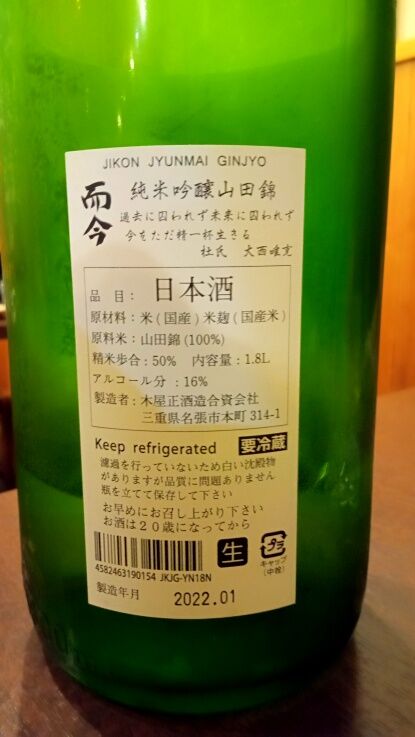 JIKON JYUNMAI GINJYO
而今 純米吟醸山田錦
過去に囚われず未来に囚われず
今をただ精一杯生きる
杜氏 大西唯克
品目：日本酒
原材料：米(国産)米麹(国産米)
原料米：山田錦(100%)
精米歩合：50% 内容量：1.8L
アルコール分：16%
製造者：木屋正酒造合資会社
三重県名張市本町 314-1
Keep refrigerated 要冷蔵
濾過を行っていないため白い沈殿物
がありますが品質に問題ありません
瓶を立てて保存して下さい
お早めにお召し上がり下さい
お酒は２０歳になってから
生
プラ
キャップ
(中栓)
4582463190154 JKJG-YN18N
製造年月 2022.01